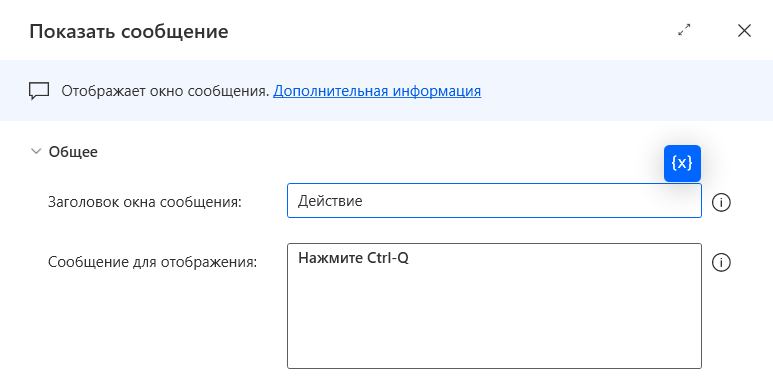 Показать сообщение
Отображает окно сообщения. Дополнительная информация
Общее
{x}
Заголовок окна сообщения: Действие
Сообщение для отображения: Нажмите Ctrl-Q